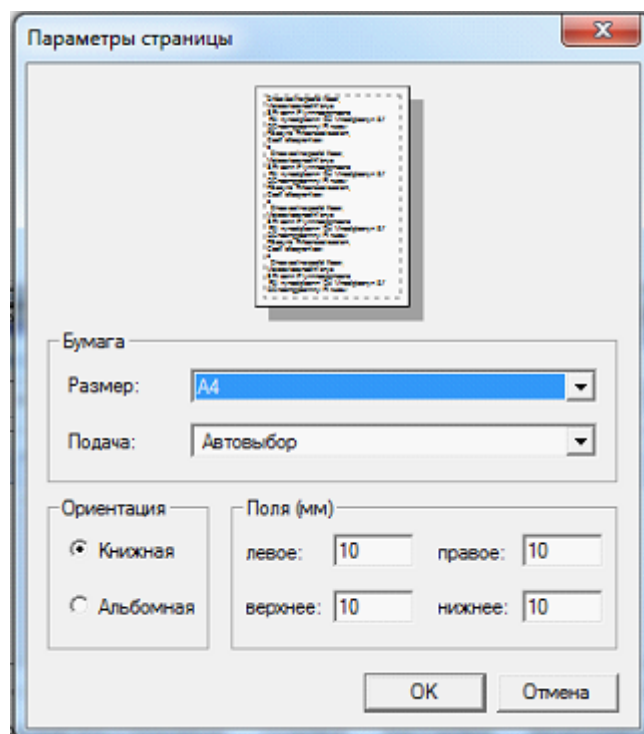 Параметры страницы
Бумага
Размер: A4
Подача: Автовыбор
Ориентация
Книжная
Альбомная
Поля (мм)
левое: 10 правое: 10
верхнее: 10 нижнее: 10
OK Отмена